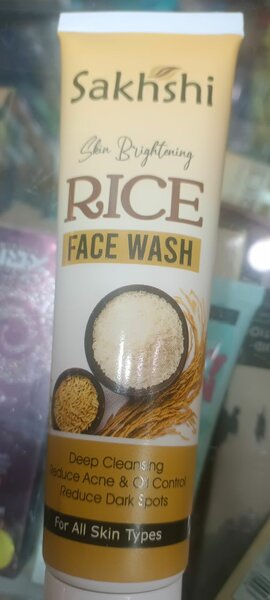 Sakhshi
Skin Brightening
RICE
FACE WASH
Deep Cleansing
Reduce Acne & Oil Control
Reduce Dark Spots
For All Skin Types